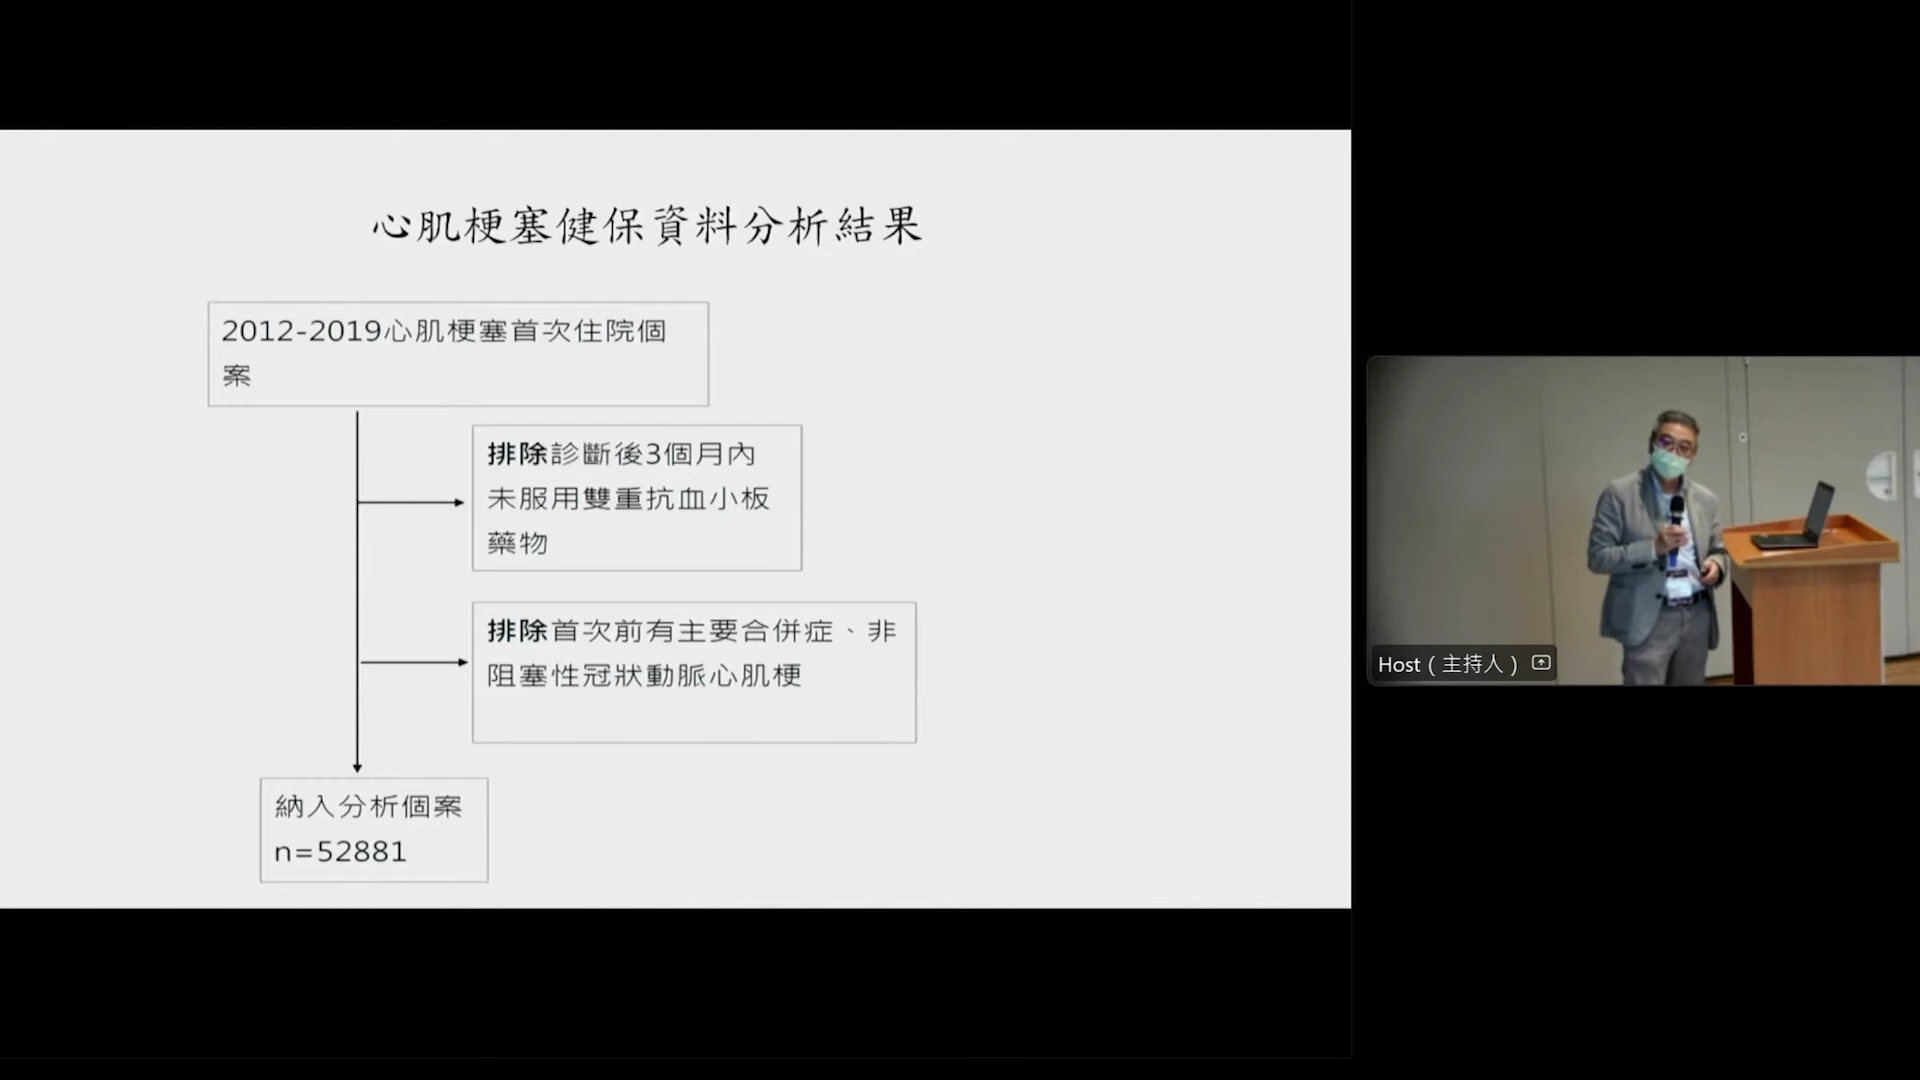 心肌梗塞健保資料分析結果
2012-2019心肌梗塞首次住院個
案
排除診斷後3個月內
未服用雙重抗血小板
藥物
排除首次前有主要合併症、非
阻塞性冠狀動脈心肌梗
納入分析個案
n=52881
Host ( 主持人 )